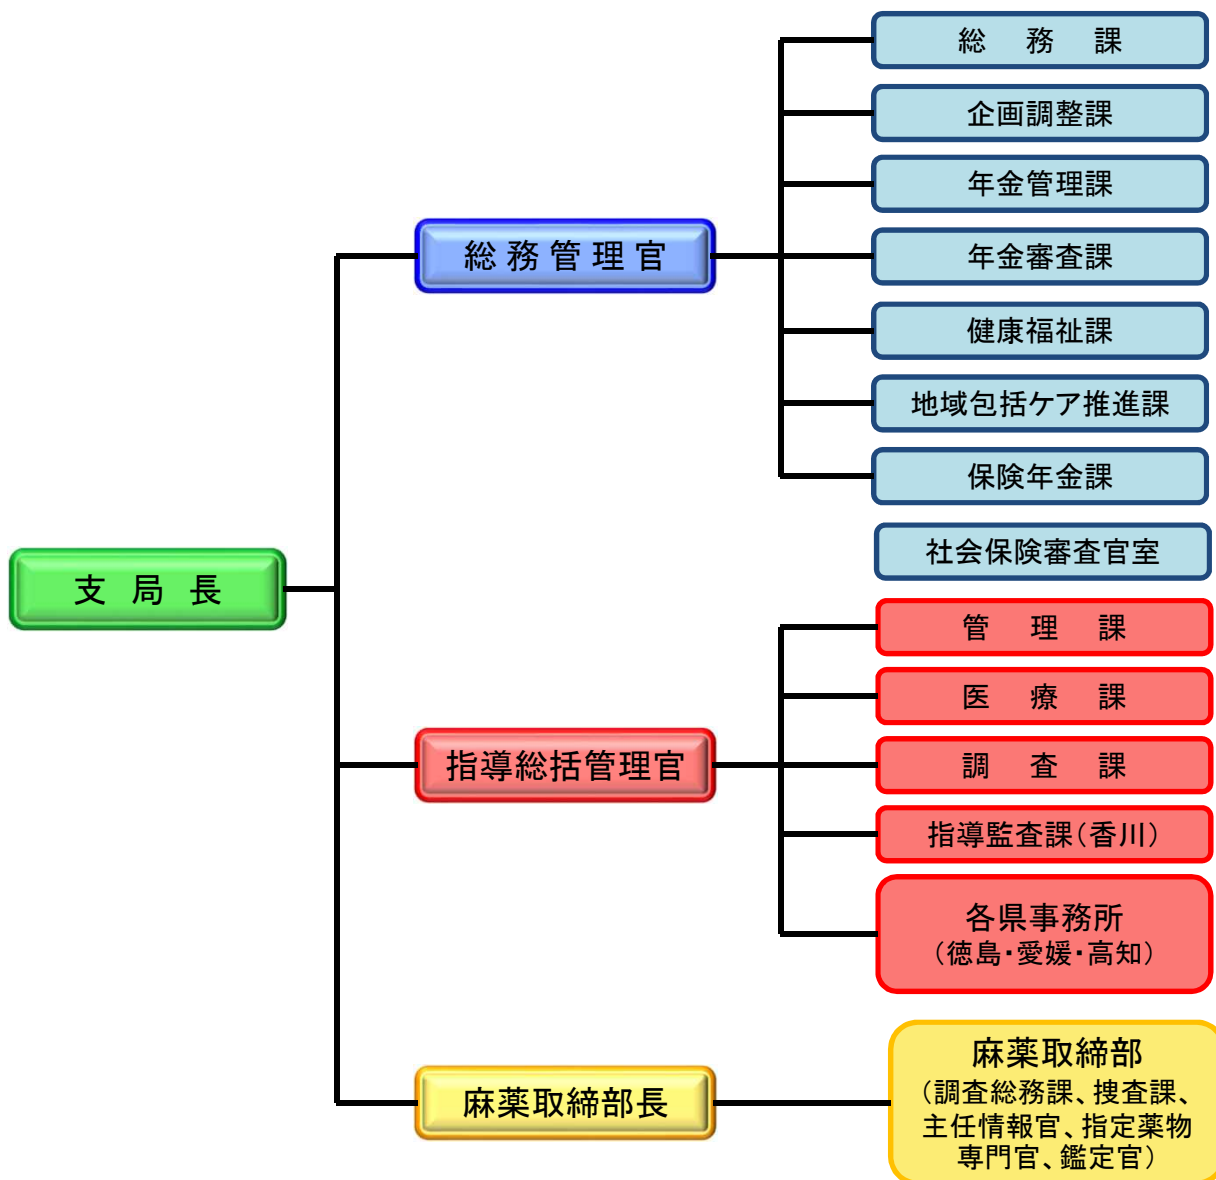 総務課
企画調整課
年金管理課
総務管理官
年金審査課
健康福祉課
地域包括ケア推進課
保険年金課
社会保険審査官室
支局長
管理課
医療課
指導総括管理官
調査課
指導監査課(香川)
各県事務所
(徳島・愛媛・高知)
麻薬取締部長
麻薬取締部
(調査総務課、捜査課、
主任情報官、指定薬物
専門官、鑑定官)